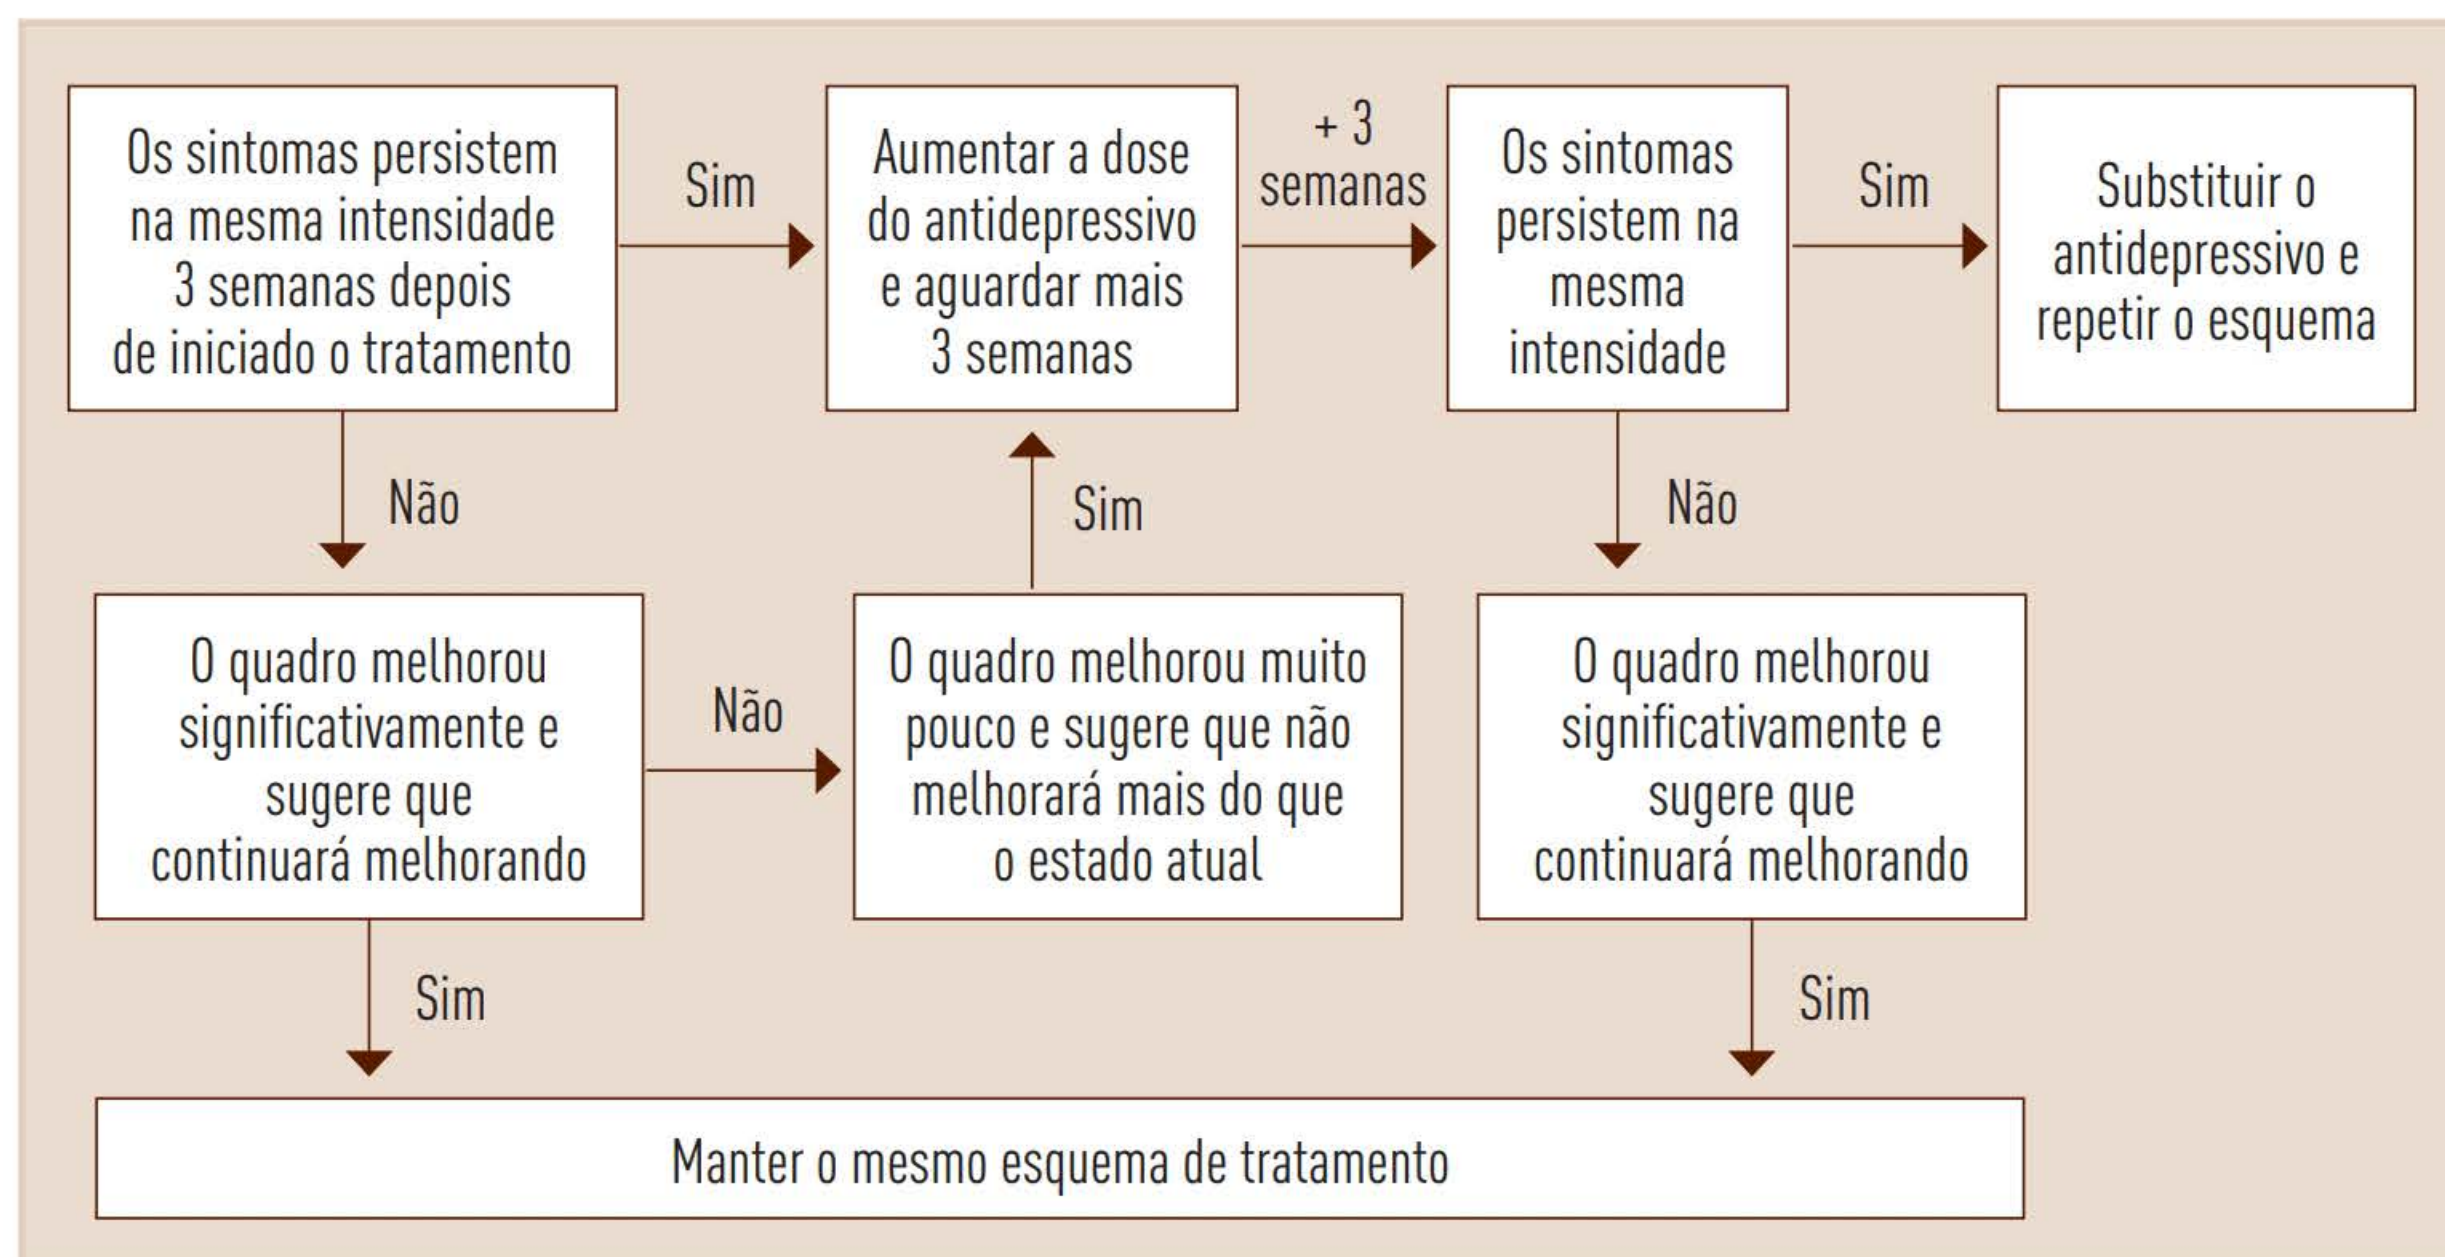 Os sintomas persistem
na mesma intensidade
3 semanas depois
de iniciado o tratamento
Sim
Aumentar a dose
do antidepressivo
e aguardar mais
3 semanas
+ 3
semanas
Os sintomas
persistem na
mesma
intensidade
Sim
Substituir o
antidepressivo e
repetir o esquema
Não
Sim
Não
O quadro melhorou
significativamente e
sugere que
continuará melhorando
Não
O quadro melhorou muito
pouco e sugere que não
melhorará mais do que
o estado atual
O quadro melhorou
significativamente e
sugere que
continuará melhorando
Sim
Sim
Manter o mesmo esquema de tratamento